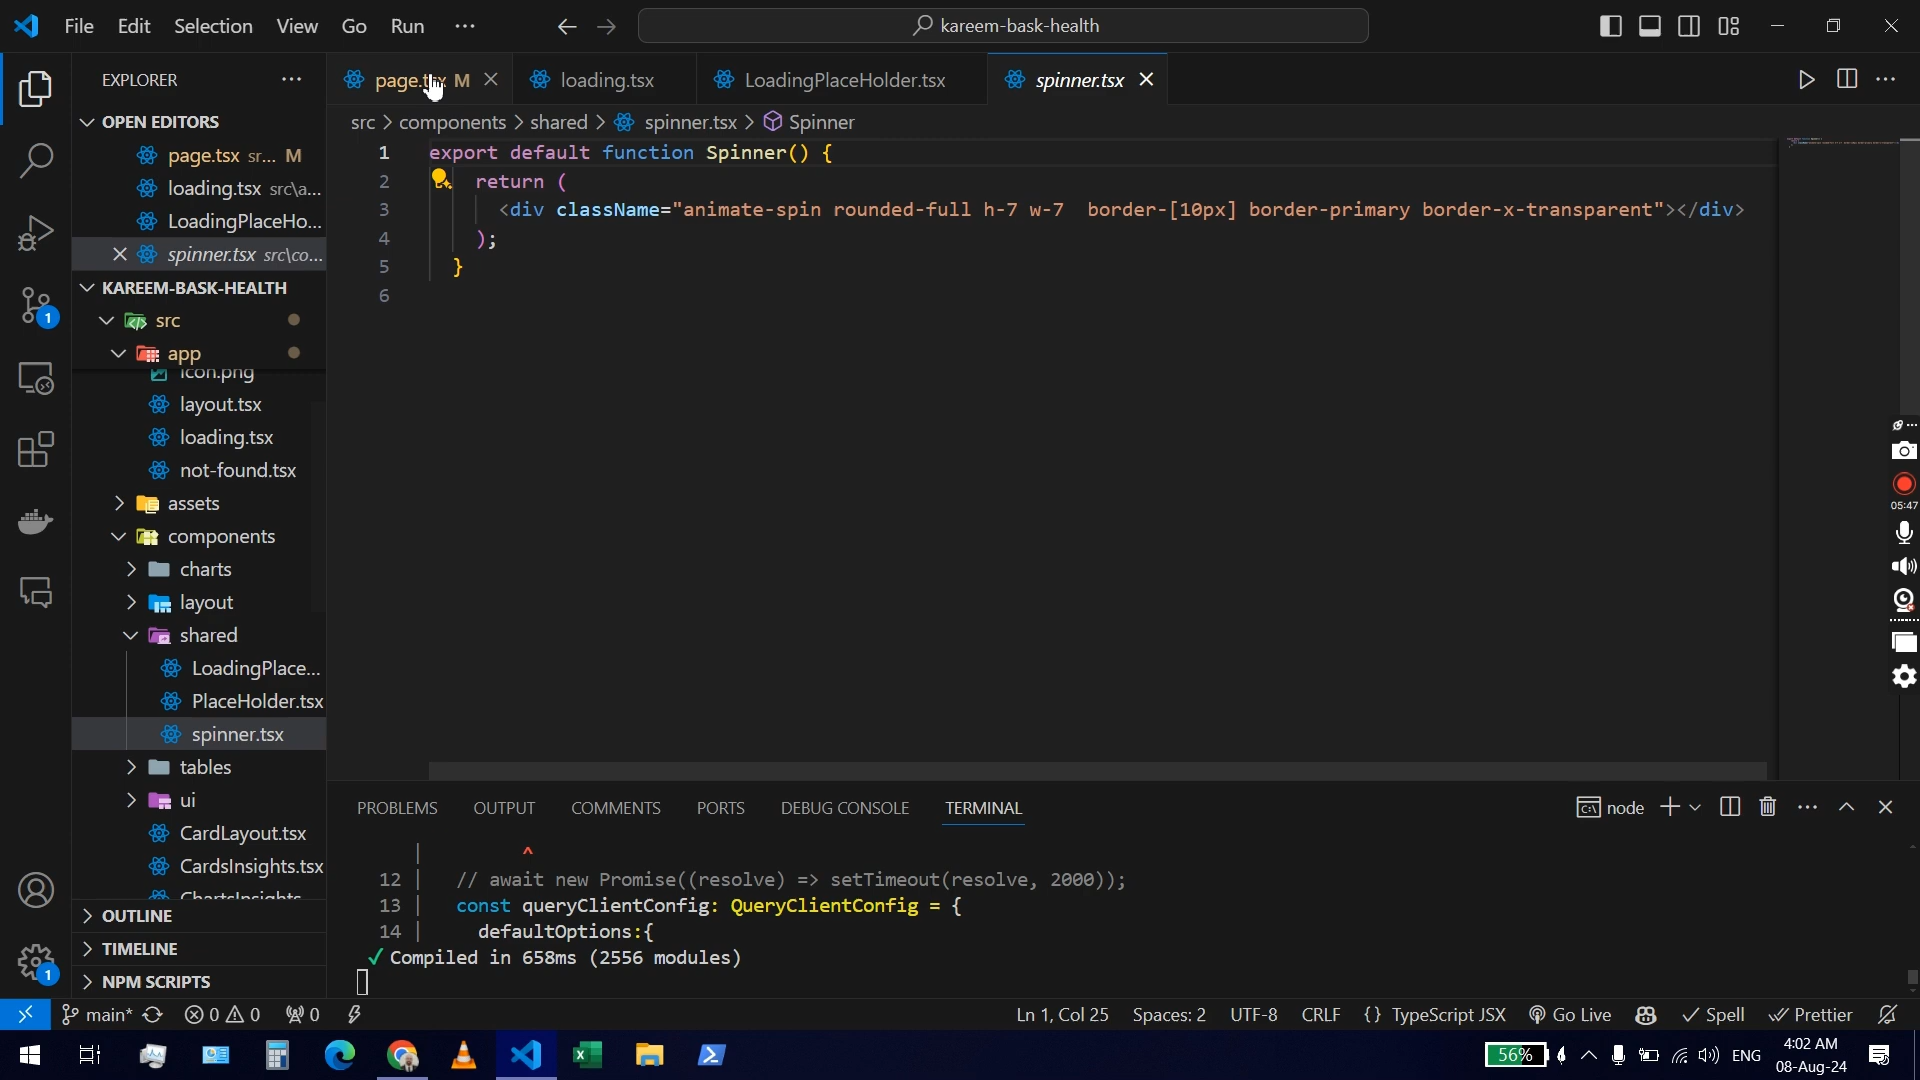 File Edit Selection View Go Run ··· kareem-bask-health
EXPLORER ···
OPEN EDITORS
page.tsx sr... M
loading.tsx src\a...
LoadingPlaceHo...
spinner.tsx src\co...
KAREEM-BASK-HEALTH
src
app
icon.png
layout.tsx
loading.tsx
not-found.tsx
assets
components
charts
layout
shared
LoadingPlace...
PlaceHolder.tsx
spinner.tsx
tables
ui
CardLayout.tsx
CardsInsights.tsx
ChartsInsights
OUTLINE
TIMELINE
NPM SCRIPTS
page.tsx M loading.tsx LoadingPlaceHolder.tsx spinner.tsx
src > components > shared > spinner.tsx > Spinner
1 export default function Spinner() {
2 return (
3 <div className="animate-spin rounded-full h-7 w-7  border-[10px] border-primary border-x-transparent"></div>
4 );
5 }
6
PROBLEMS OUTPUT COMMENTS PORTS DEBUG CONSOLE TERMINAL node
| ^
12 | // await new Promise((resolve) => setTimeout(resolve, 2000));
13 | const queryClientConfig: QueryClientConfig = {
14 | defaultOptions:{
✓ Compiled in 658ms (2556 modules)
05:47
1
1
main* 0 0 0 Ln 1, Col 25 Spaces: 2 UTF-8 CRLF {} TypeScript JSX Go Live Spell Prettier
56% ENG 4:02 AM
08-Aug-24